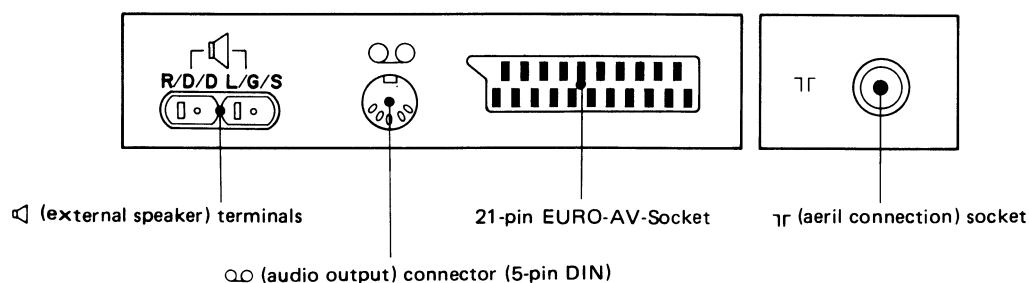 R/D/D L/G/S
(external speaker) terminals
21-pin EURO-AV-Socket
(aeril connection) socket
(audio output) connector (5-pin DIN)